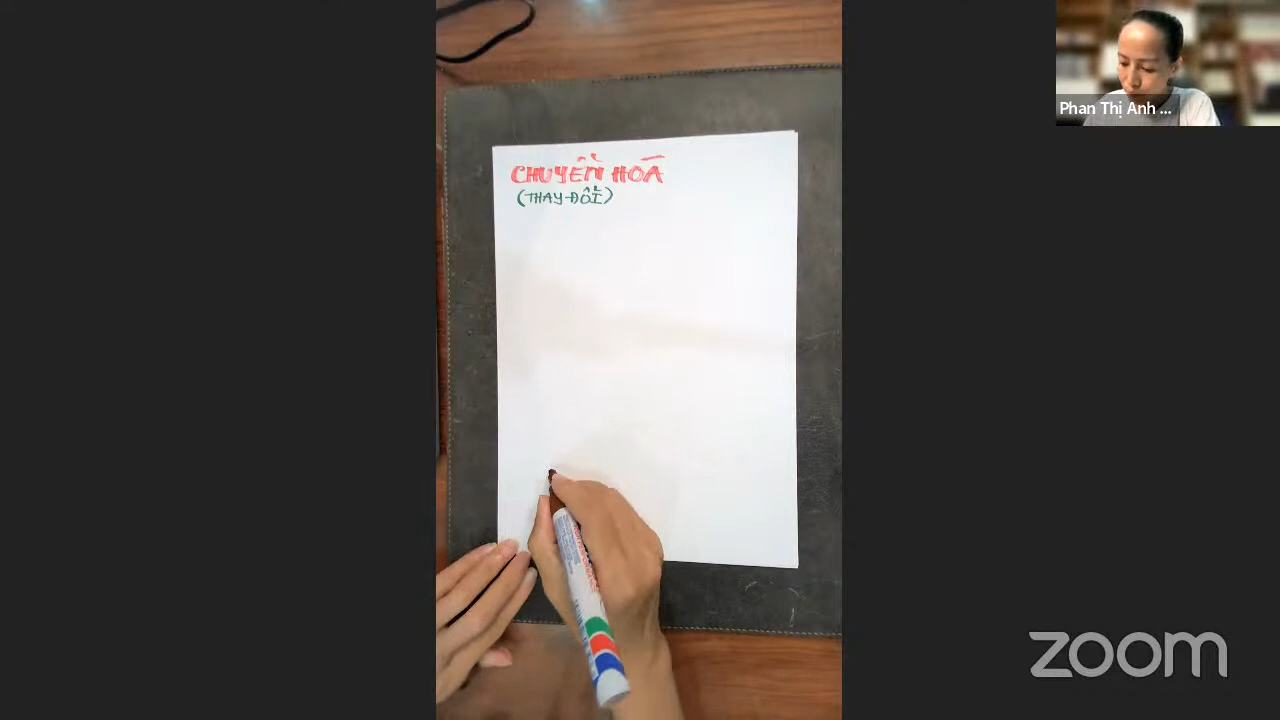 CHUYỂN HOÁ
(THAY ĐỔI)
Phan Thị Anh ...
zoom